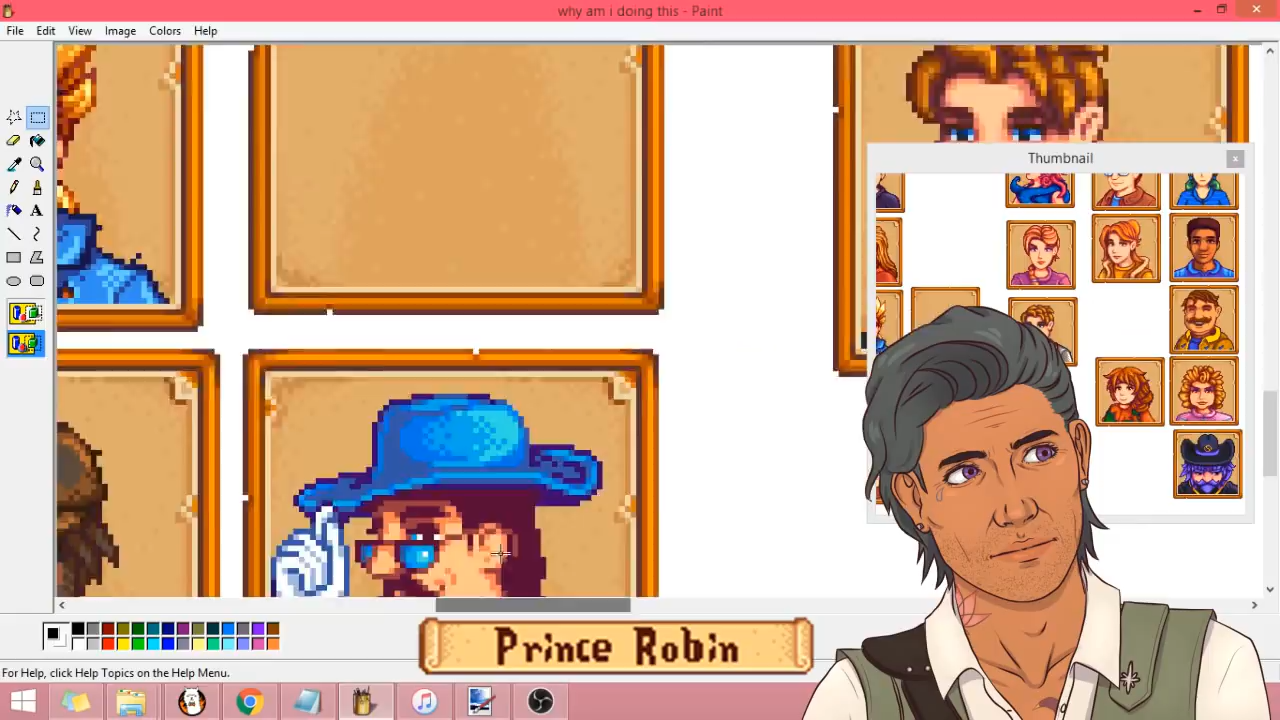 why am i doing this - Paint
File Edit View Image Colors Help
Thumbnail
Prince Robin
For Help, click Help Topics on the Help Menu.